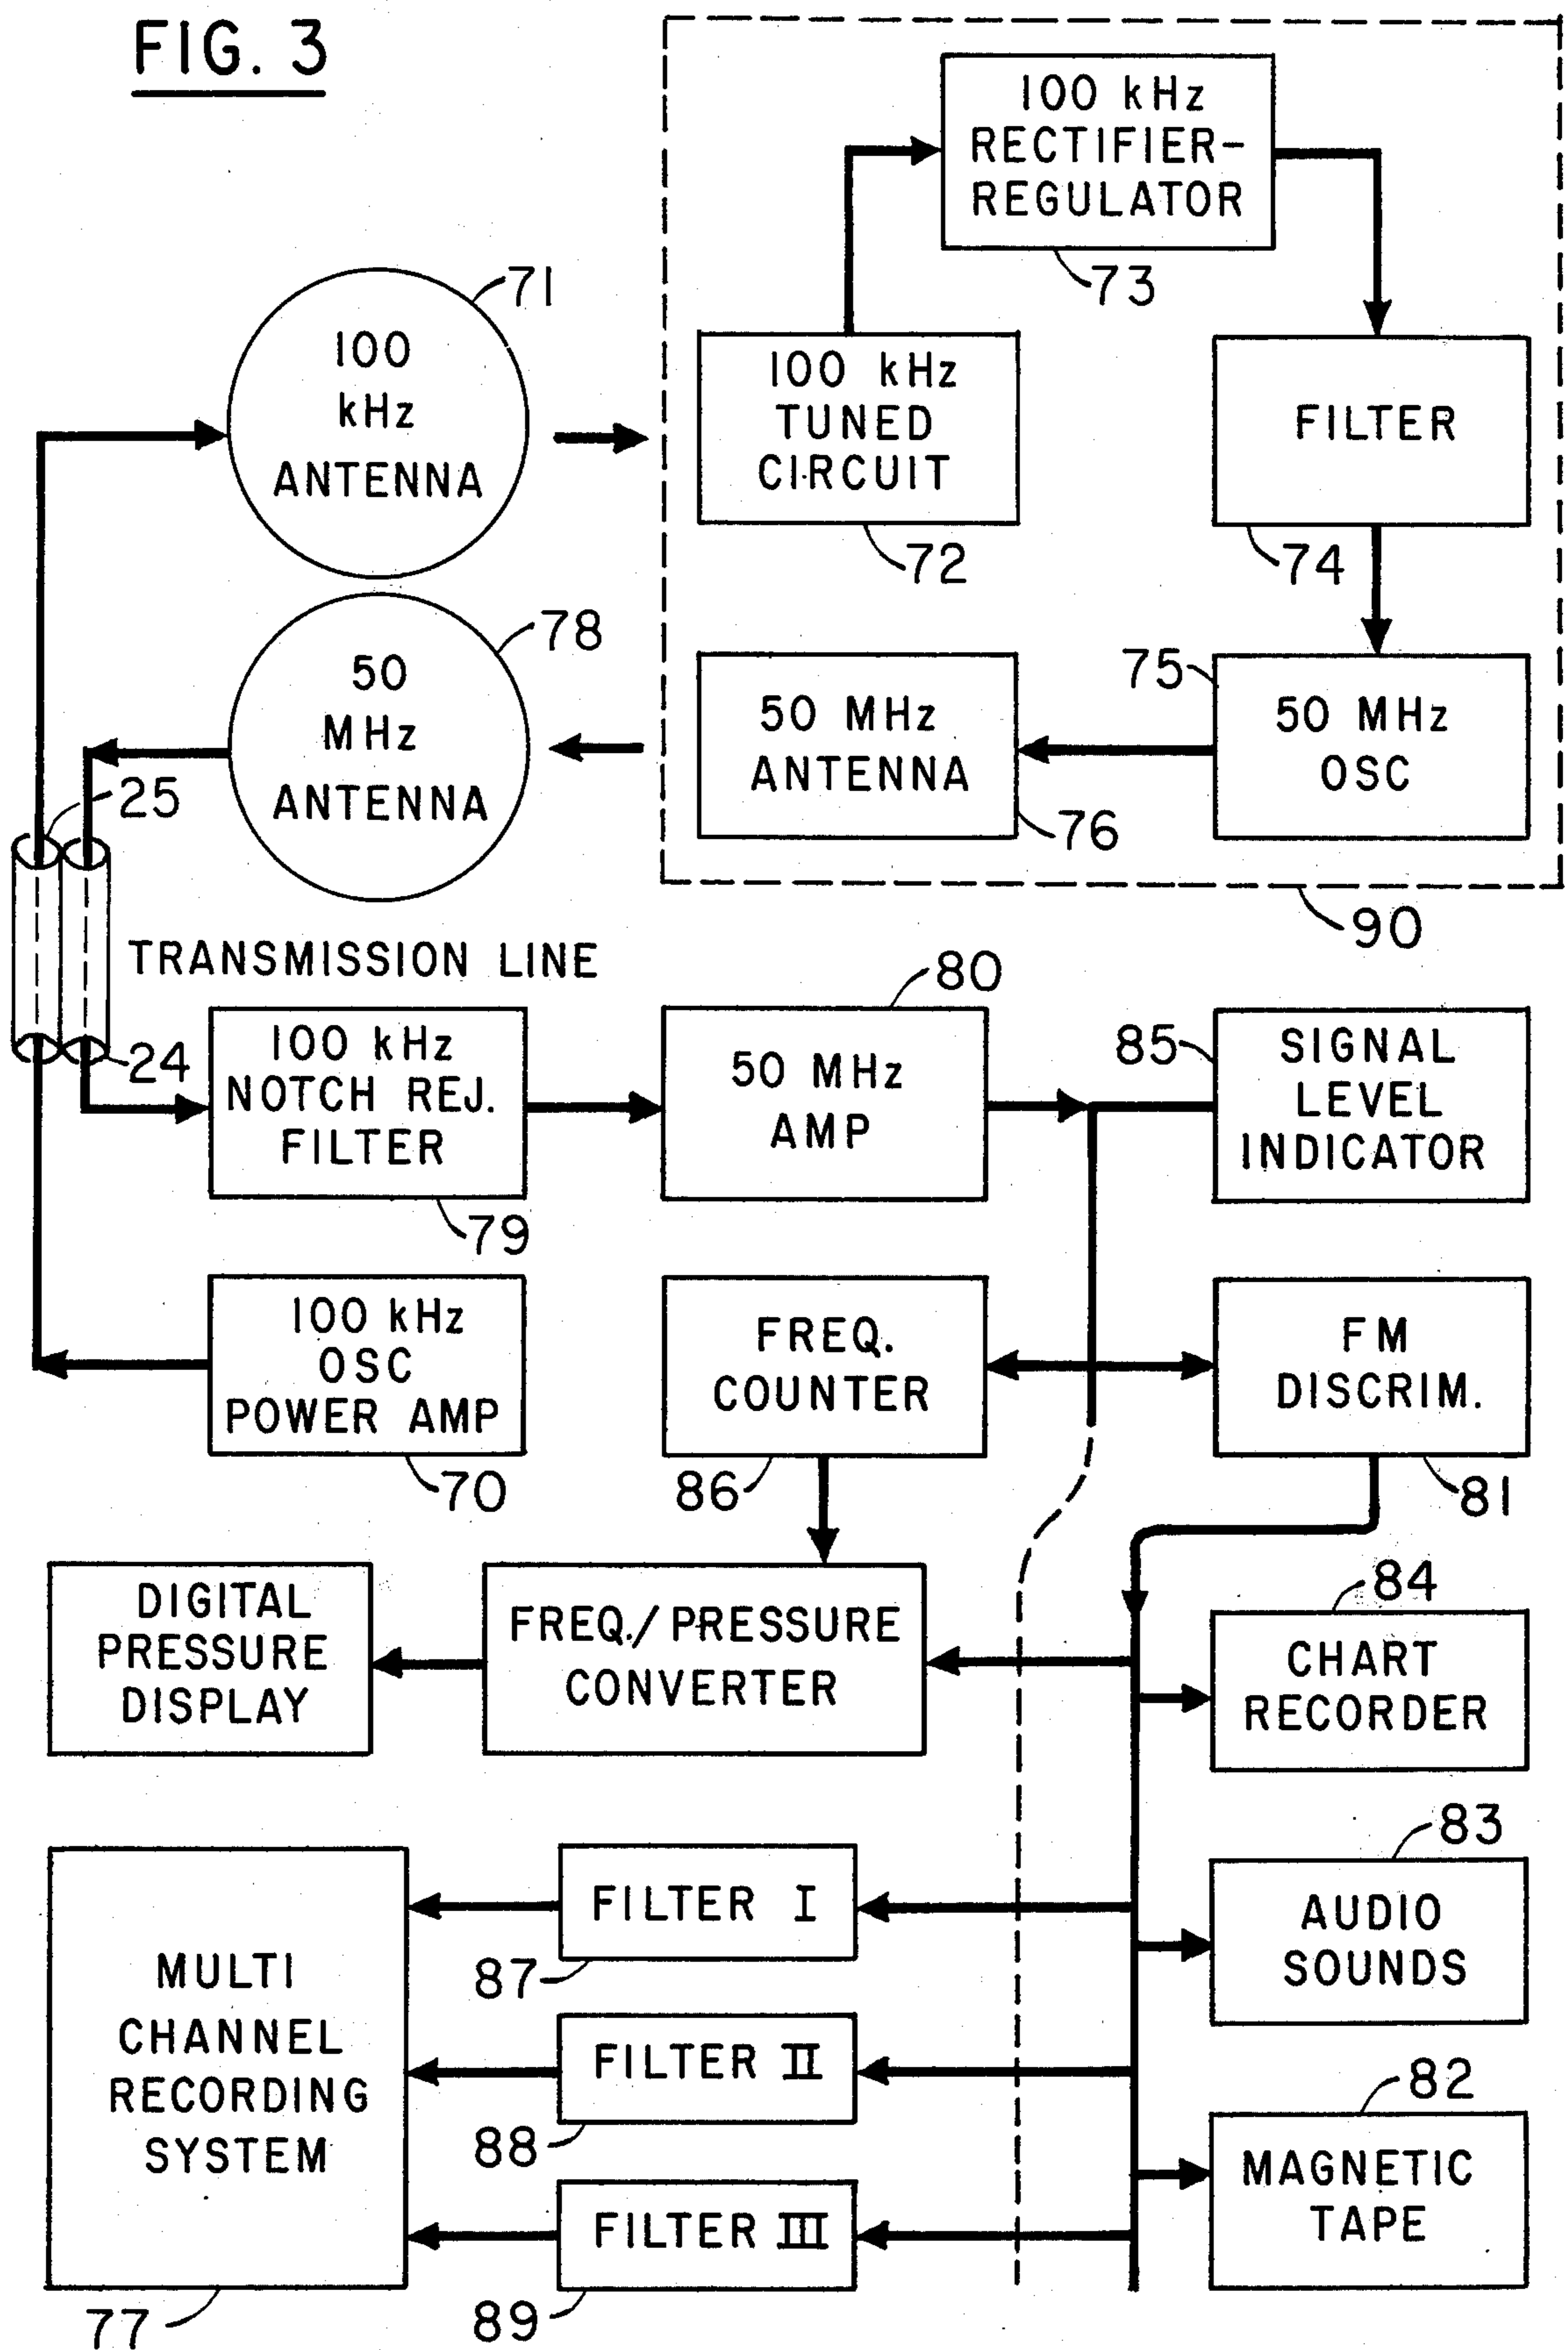 FIG. 3
100 kHz
RECTIFIER-
REGULATOR
73
71
100
kHz
ANTENNA
100 kHz
TUNED
CIRCUIT
72
FILTER
74
78
50
MHz
ANTENNA
50 MHz
ANTENNA
76
75
50 MHz
OSC
25
90
TRANSMISSION LINE
24
100 kHz
NOTCH REJ.
FILTER
79
80
50 MHz
AMP
85
SIGNAL
LEVEL
INDICATOR
100 kHz
OSC
POWER AMP
70
FREQ.
COUNTER
86
FM
DISCRIM.
81
DIGITAL
PRESSURE
DISPLAY
FREQ./PRESSURE
CONVERTER
84
CHART
RECORDER
83
AUDIO
SOUNDS
82
MAGNETIC
TAPE
MULTI
CHANNEL
RECORDING
SYSTEM
77
FILTER I
87
FILTER II
88
FILTER III
89